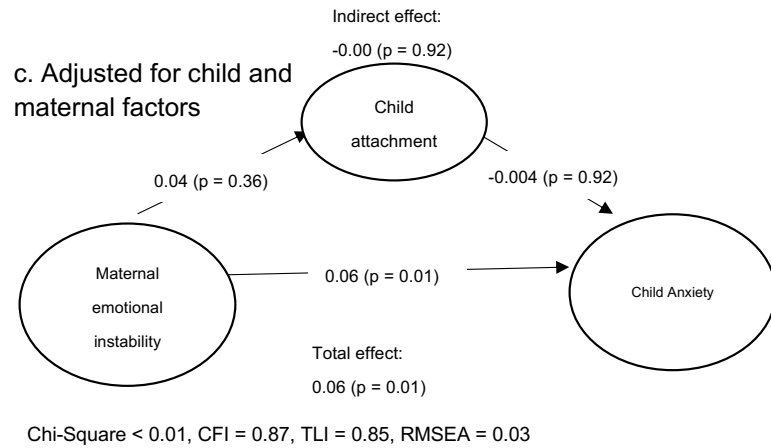 Indirect effect:
-0.00 (p = 0.92)
c. Adjusted for child and
maternal factors
Child
attachment
0.04 (p = 0.36)
-0.004 (p = 0.92)
Maternal
emotional
instability
0.06 (p = 0.01)
Child Anxiety
Total effect:
0.06 (p = 0.01)
Chi-Square < 0.01, CFI = 0.87, TLI = 0.85, RMSEA = 0.03